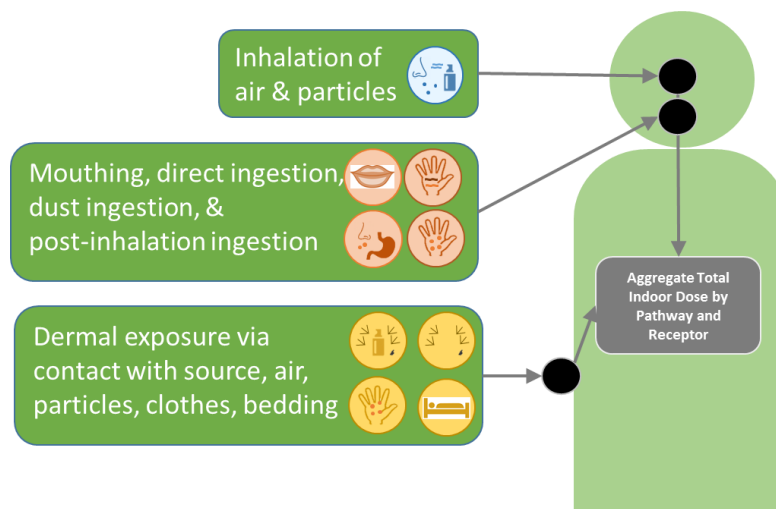 Inhalation of
air & particles
Mouthing, direct ingestion,
dust ingestion, &
post-inhalation ingestion
Dermal exposure via
contact with source, air,
particles, clothes, bedding
Aggregate Total
Indoor Dose by
Pathway and
Receptor